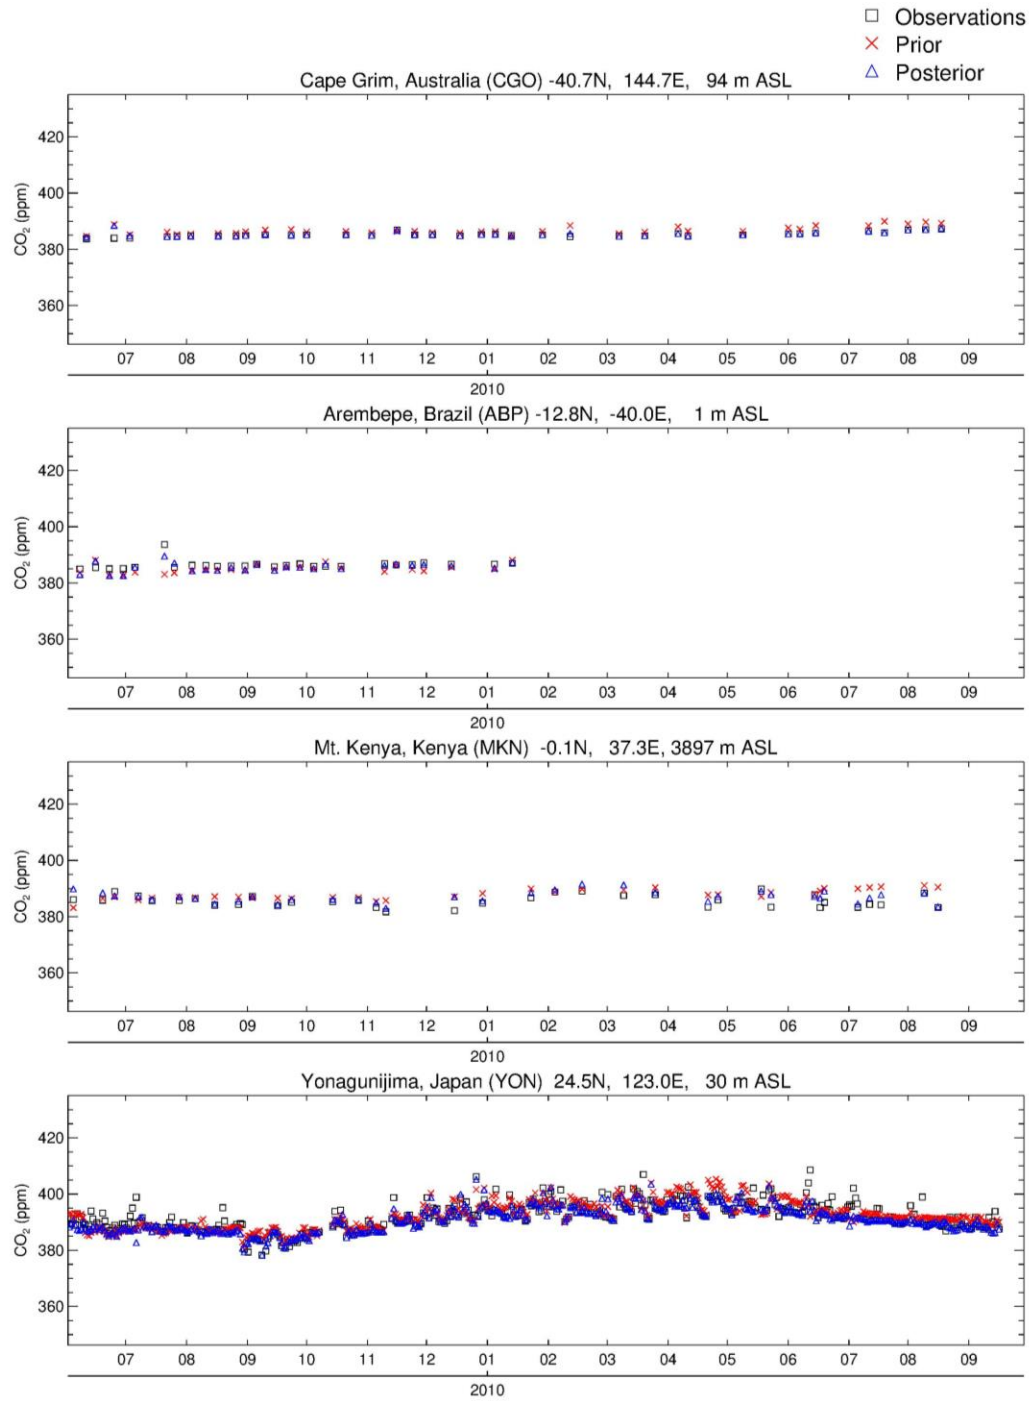 Observations
Prior
Posterior
Cape Grim, Australia (CGO) -40.7N, 144.7E, 94 m ASL
420
400
380
360
CO2 (ppm)
07 08 09 10 11 12 01 02 03 04 05 06 07 08 09
2010
Arembepe, Brazil (ABP) -12.8N, -40.0E, 1 m ASL
420
400
380
360
CO2 (ppm)
07 08 09 10 11 12 01 02 03 04 05 06 07 08 09
2010
Mt. Kenya, Kenya (MKN) -0.1N, 37.3E, 3897 m ASL
420
400
380
360
CO2 (ppm)
07 08 09 10 11 12 01 02 03 04 05 06 07 08 09
2010
Yonagunijima, Japan (YON) 24.5N, 123.0E, 30 m ASL
420
400
380
360
CO2 (ppm)
07 08 09 10 11 12 01 02 03 04 05 06 07 08 09
2010